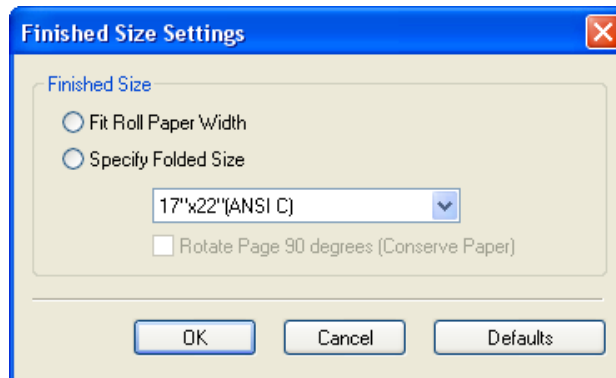 Finished Size Settings
Finished Size
Fit Roll Paper Width
Specify Folded Size
17"x22"(ANSI C)
Rotate Page 90 degrees (Conserve Paper)
OK
Cancel
Defaults